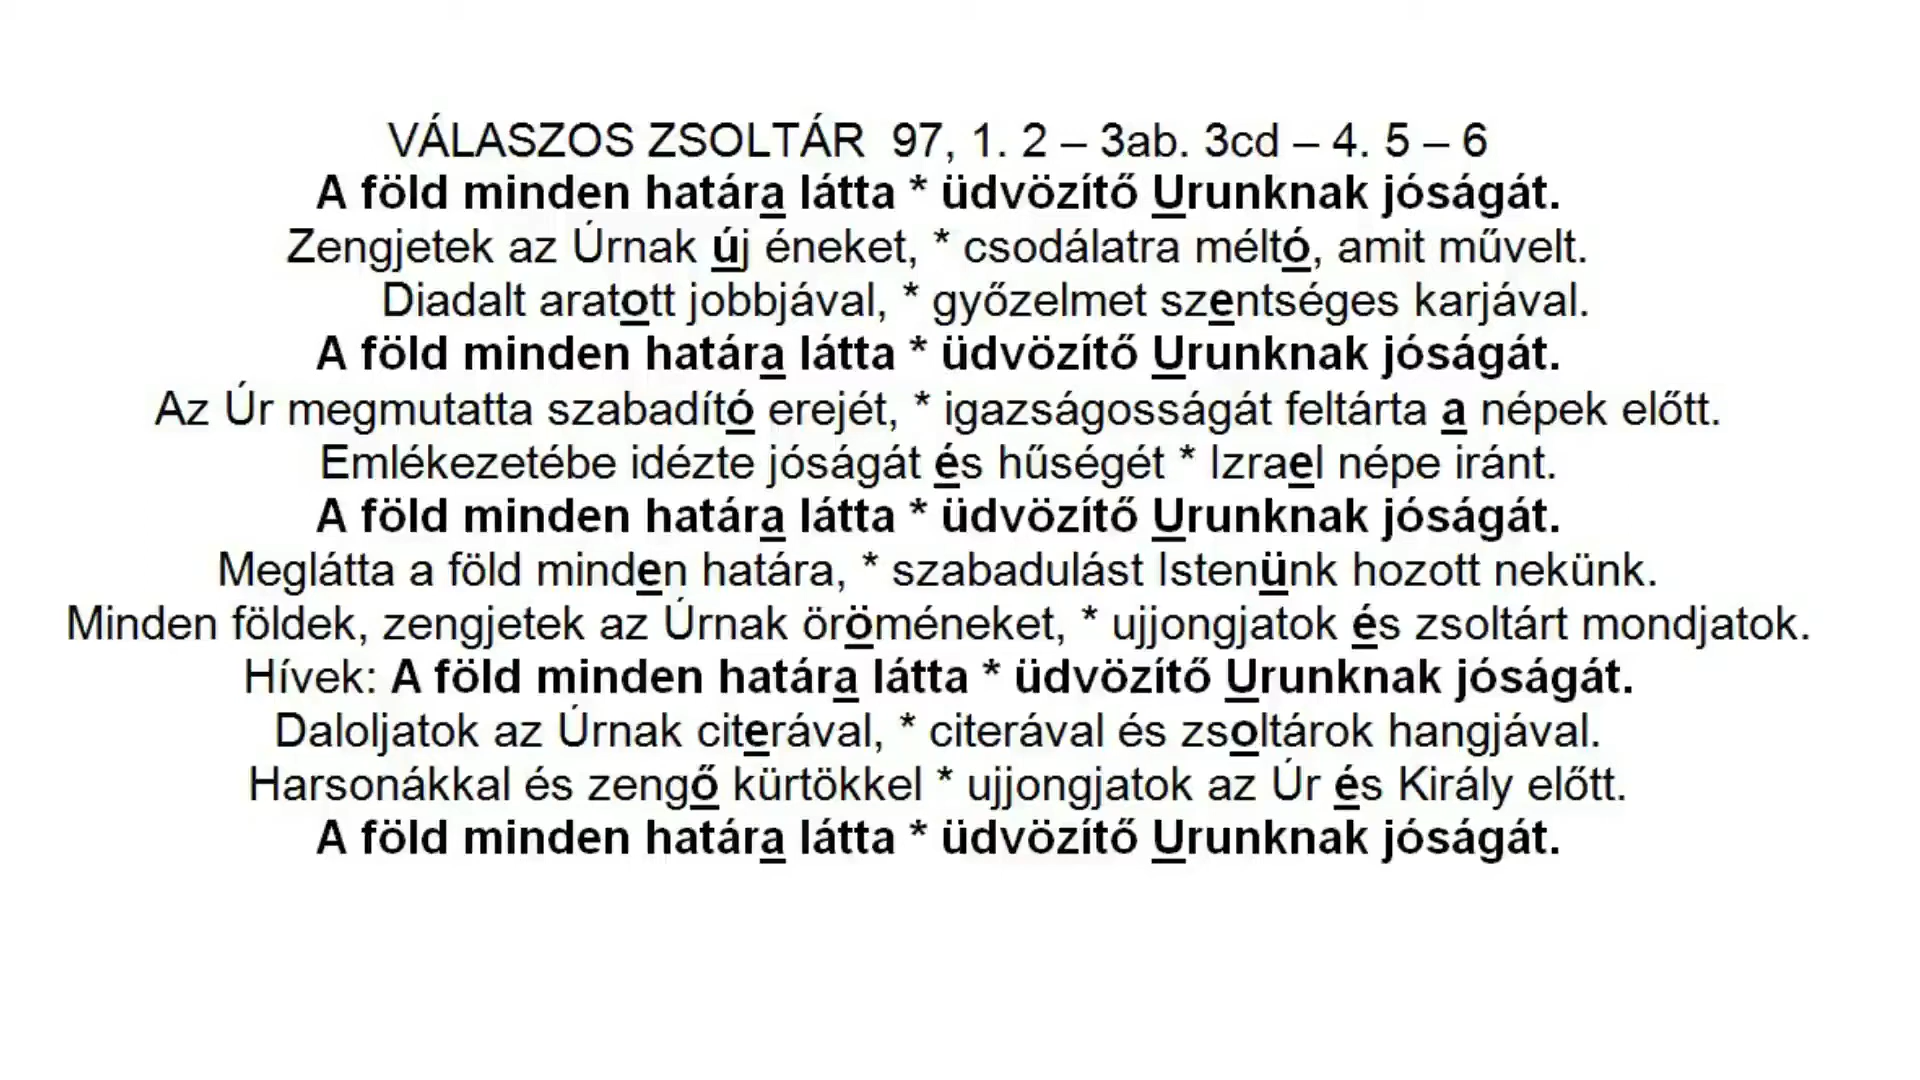 VÁLASZOS ZSOLTÁR 97, 1. 2 – 3ab. 3cd – 4. 5 – 6
A föld minden határa látta * üdvözítő Urunknak jóságát.
Zengjetek az Úrnak új éneket, * csodálatra méltó, amit művelt.
Diadalt aratott jobbjával, * győzelmet szentséges karjával.
A föld minden határa látta * üdvözítő Urunknak jóságát.
Az Úr megmutatta szabadító erejét, * igazságosságát feltárta a népek előtt.
Emlékezetébe idézte jóságát és hűségét * Izrael népe iránt.
A föld minden határa látta * üdvözítő Urunknak jóságát.
Meglátta a föld minden határa, * szabadulást Istenünk hozott nekünk.
Minden földek, zengjetek az Úrnak öröméneket, * ujjongjatok és zsoltárt mondjatok.
Hívek: A föld minden határa látta * üdvözítő Urunknak jóságát.
Daloljatok az Úrnak citerával, * citerával és zsoltárok hangjával.
Harsonákkal és zengő kürtökkel * ujjongjatok az Úr és Király előtt.
A föld minden határa látta * üdvözítő Urunknak jóságát.